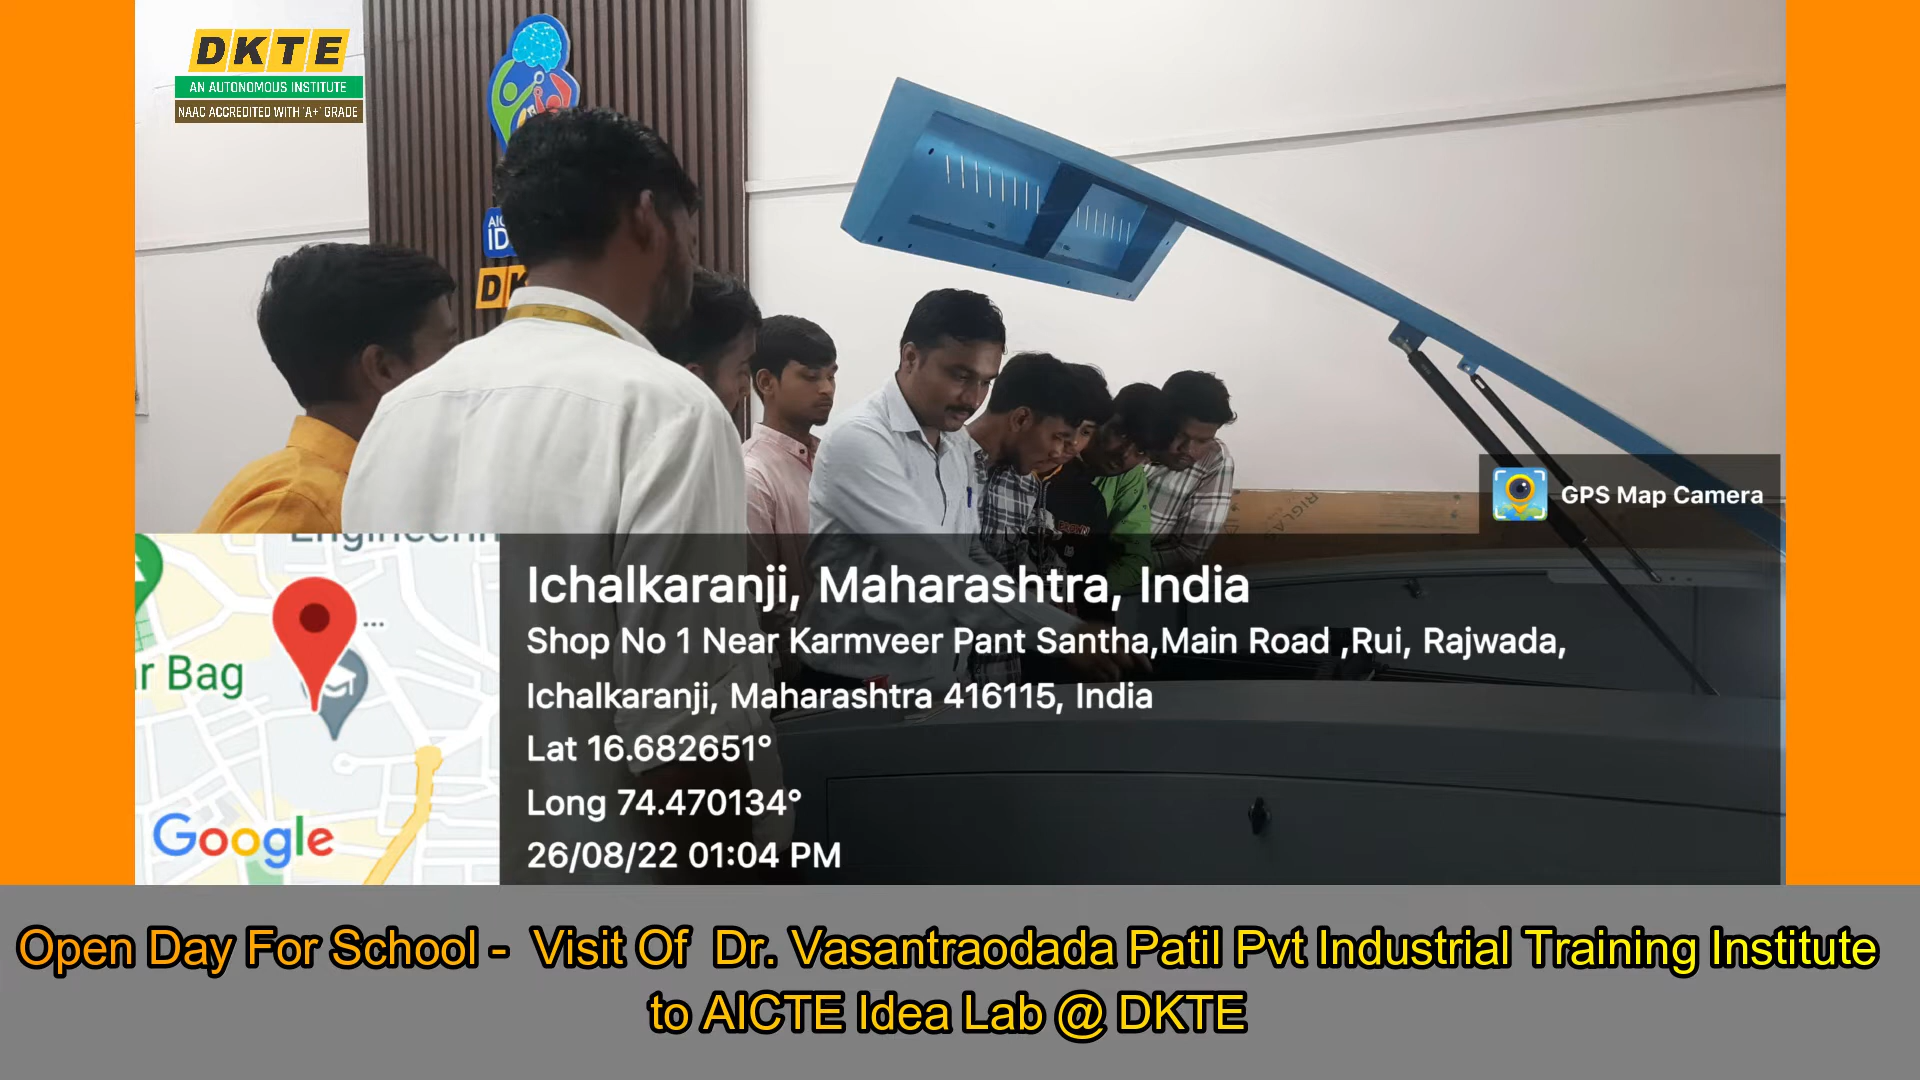 DKTE
AN AUTONOMOUS INSTITUTE
NAAC ACCREDITED WITH 'A+' GRADE
GPS Map Camera
Ichalkaranji, Maharashtra, India
Shop No 1 Near Karmveer Pant Santha,Main Road ,Rui, Rajwada,
Ichalkaranji, Maharashtra 416115, India
Lat 16.682651°
Long 74.470134°
26/08/22 01:04 PM
r Bag
...
Google
Open Day For School - Visit Of Dr. Vasantraodada Patil Pvt Industrial Training Institute
to AICTE Idea Lab @ DKTE